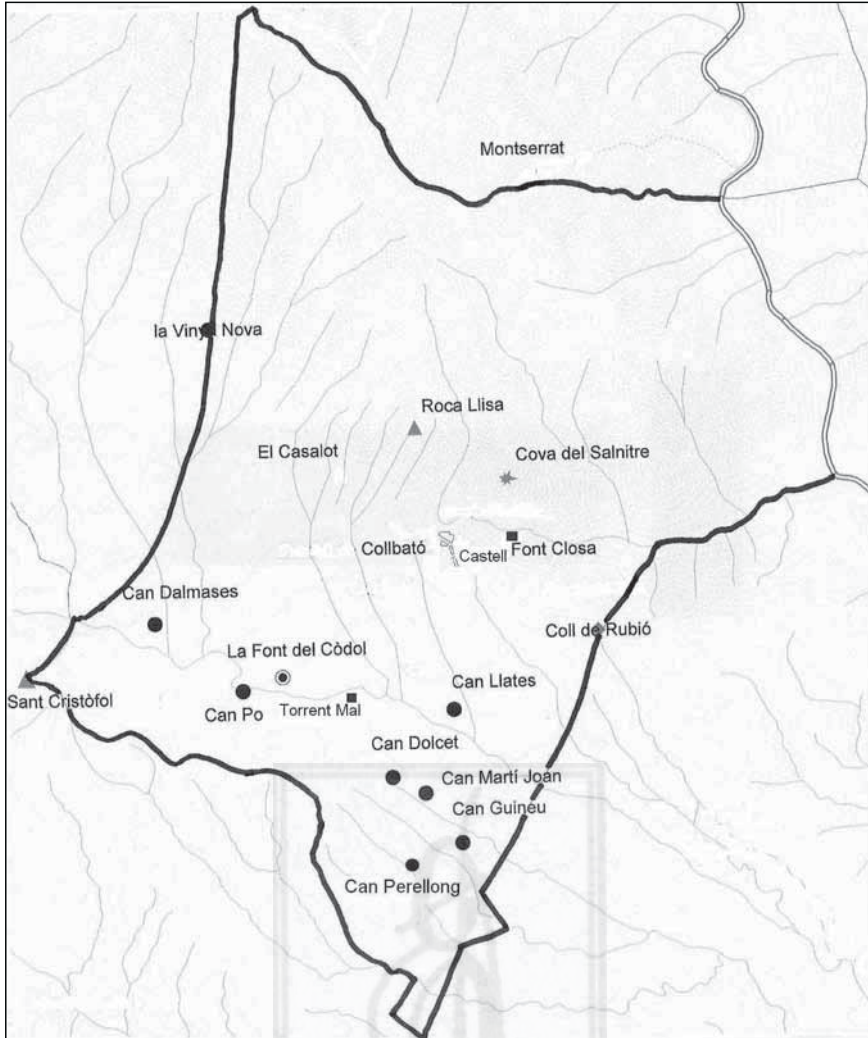 Montserrat
la Vinya Nova
Roca Llisa
El Casalot
Cova del Salnitre
Collbató
Castell
Font Closa
Can Dalmases
Coll de Rubió
La Font del Còdol
Sant Cristòfol
Can Po
Torrent Mal
Can Llates
Can Dolcet
Can Martí Joan
Can Guineu
Can Perellong